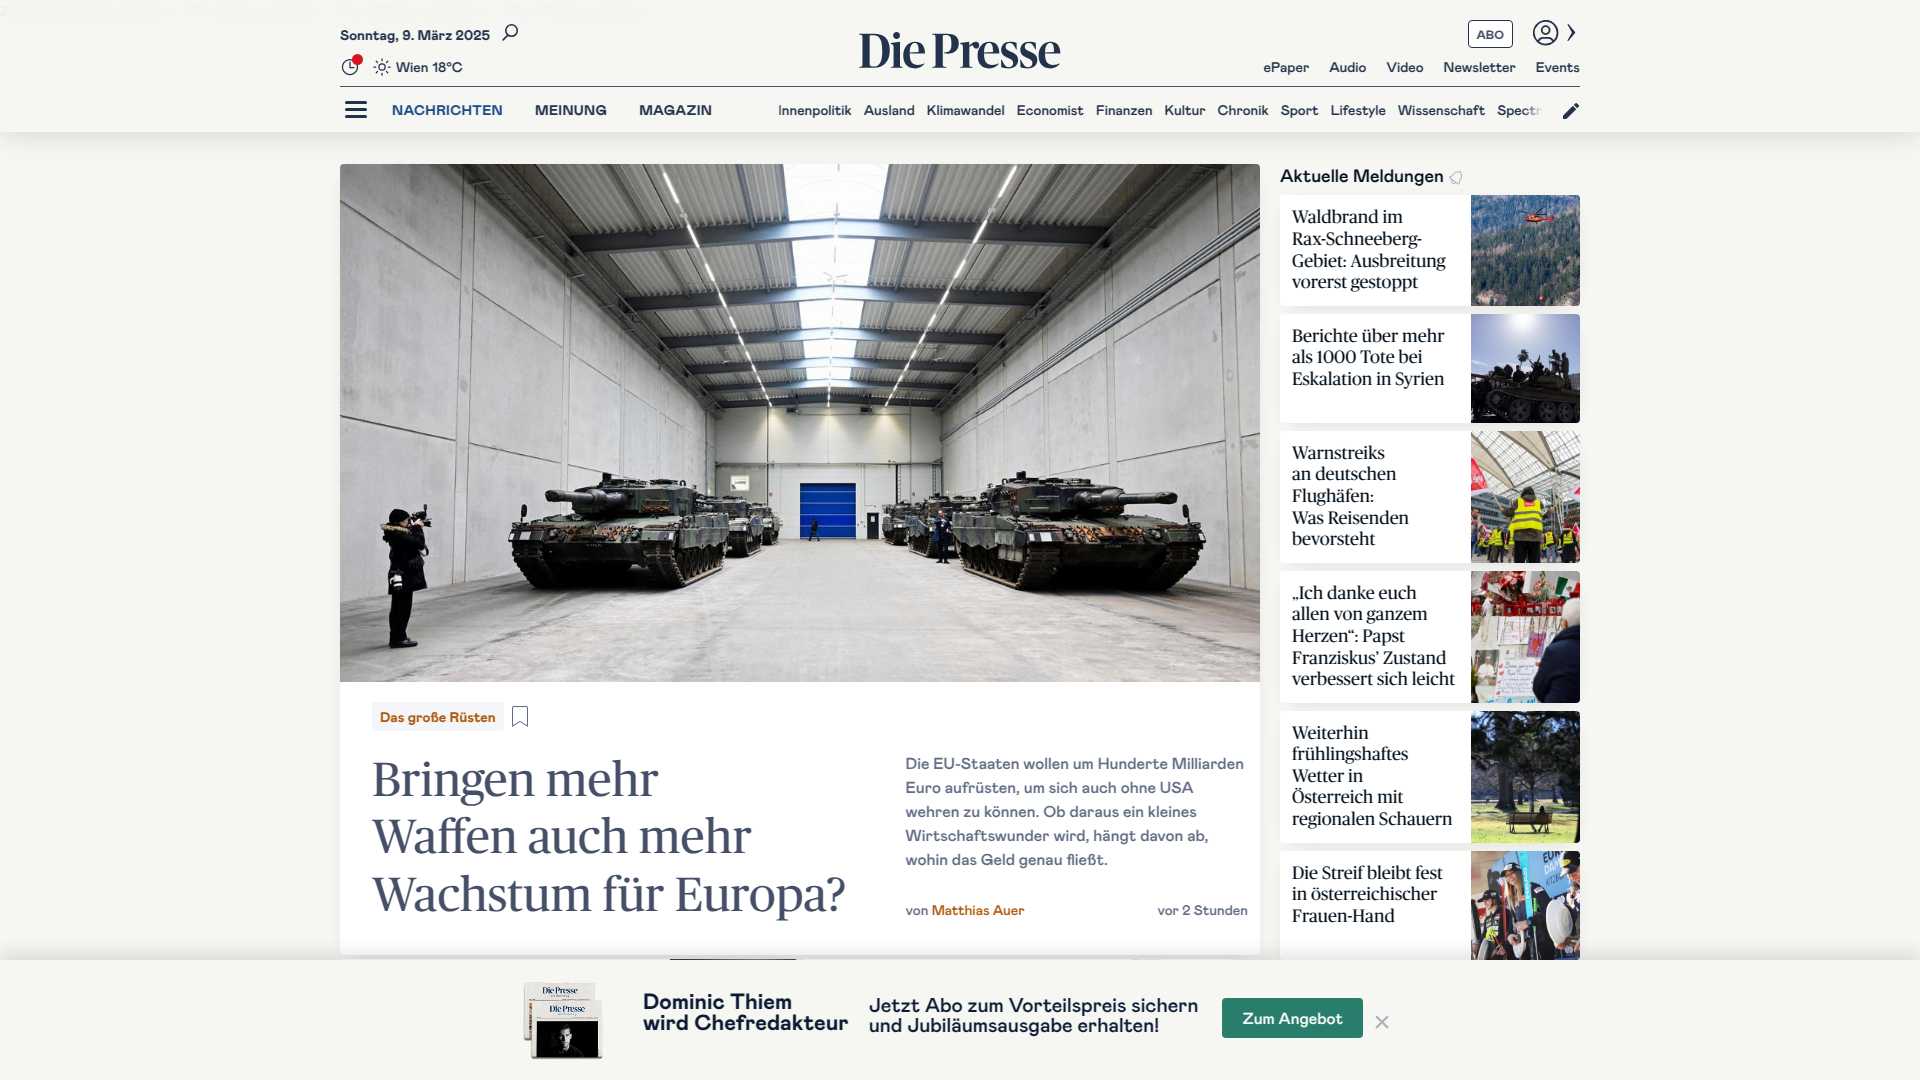 Sonntag, 9. März 2025
Die Presse
ABO
Wien 18°C
ePaper Audio Video Newsletter Events
NACHRICHTEN MEINUNG MAGAZIN
Innenpolitik Ausland Klimawandel Economist Finanzen Kultur Chronik Sport Lifestyle Wissenschaft Spectr
Das große Rüsten
Bringen mehr
Waffen auch mehr
Wachstum für Europa?
Die EU-Staaten wollen um Hunderte Milliarden
Euro aufrüsten, um sich auch ohne USA
wehren zu können. Ob daraus ein kleines
Wirtschaftswunder wird, hängt davon ab,
wohin das Geld genau fließt.
von Matthias Auer
vor 2 Stunden
Aktuelle Meldungen
Waldbrand im
Rax-Schneeberg-
Gebiet: Ausbreitung
vorerst gestoppt
Berichte über mehr
als 1000 Tote bei
Eskalation in Syrien
Warnstreiks
an deutschen
Flughäfen:
Was Reisenden
bevorsteht
„Ich danke euch
allen von ganzem
Herzen“: Papst
Franziskus’ Zustand
verbessert sich leicht
Weiterhin
frühlingshaftes
Wetter in
Österreich mit
regionalen Schauern
Die Streif bleibt fest
in österreichischer
Frauen-Hand
Die Presse
Die Presse
Dominic Thiem
wird Chefredakteur
Jetzt Abo zum Vorteilspreis sichern
und Jubiläumsausgabe erhalten!
Zum Angebot